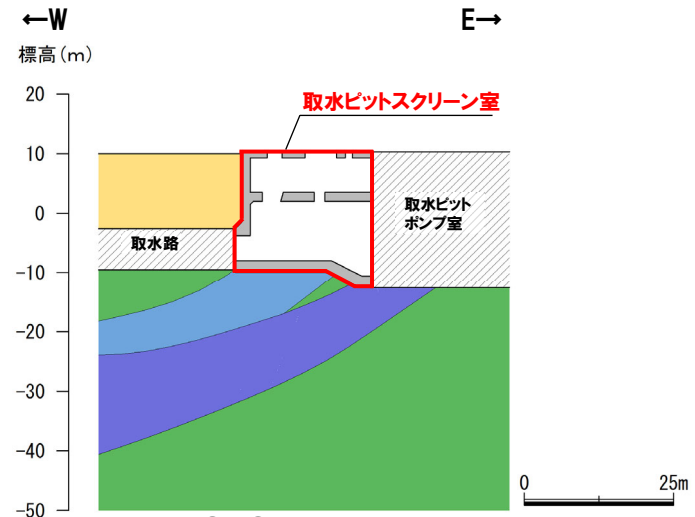 ←W
E→
標高(m)
20
10
0
-10
-20
-30
-40
-50
取水ピットスクリーン室
取水路
取水ピット
ポンプ室
0
25m